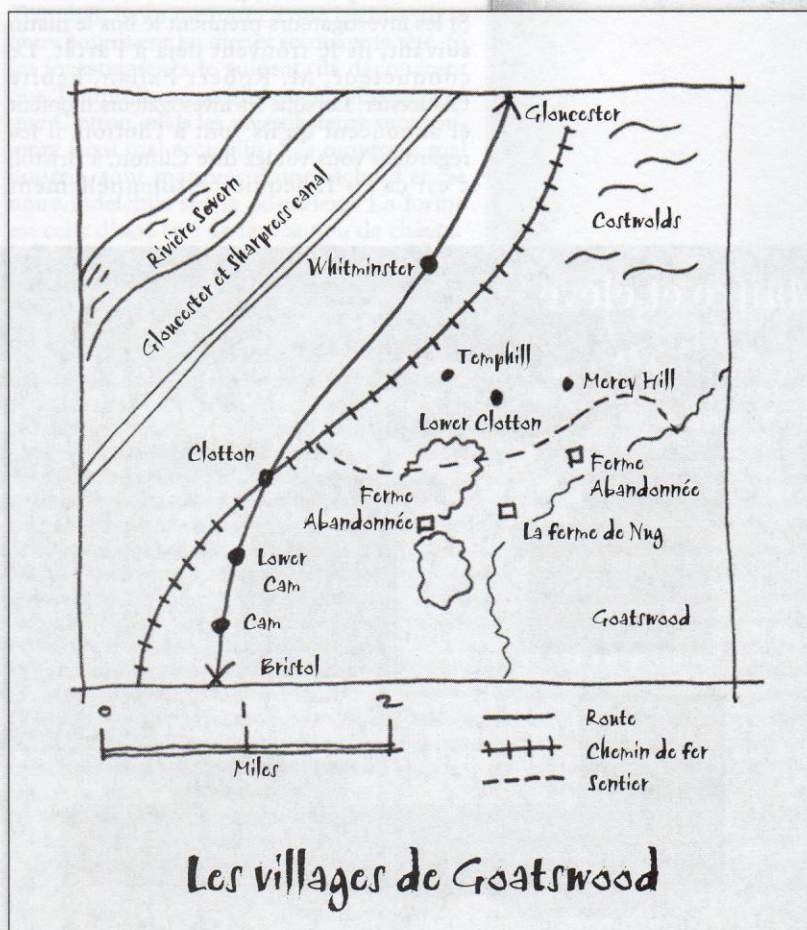 Gloucester
Rivière Severn
Gloucester et Sharpress canal
Costwolds
Whitminster
Temphill
Mercy Hill
Lower Clotton
Clotton
Ferme
Abandonnée
Ferme
Abandonnée
La ferme de Nug
Lower
Cam
Cam
Goatswood
Bristol
0 1 2
Miles
Route
Chemin de fer
Sentier
Les villages de Goatswood